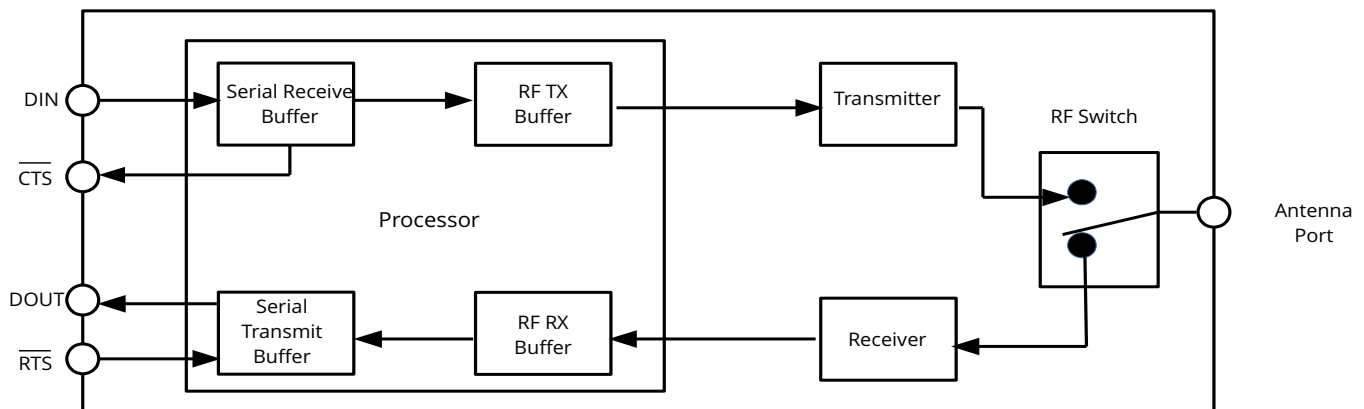 DIN
Serial Receive
Buffer
RF TX
Buffer
Transmitter
RF Switch
CTS
Processor
Antenna
Port
DOUT
Serial
Transmit
Buffer
RF RX
Buffer
Receiver
RTS